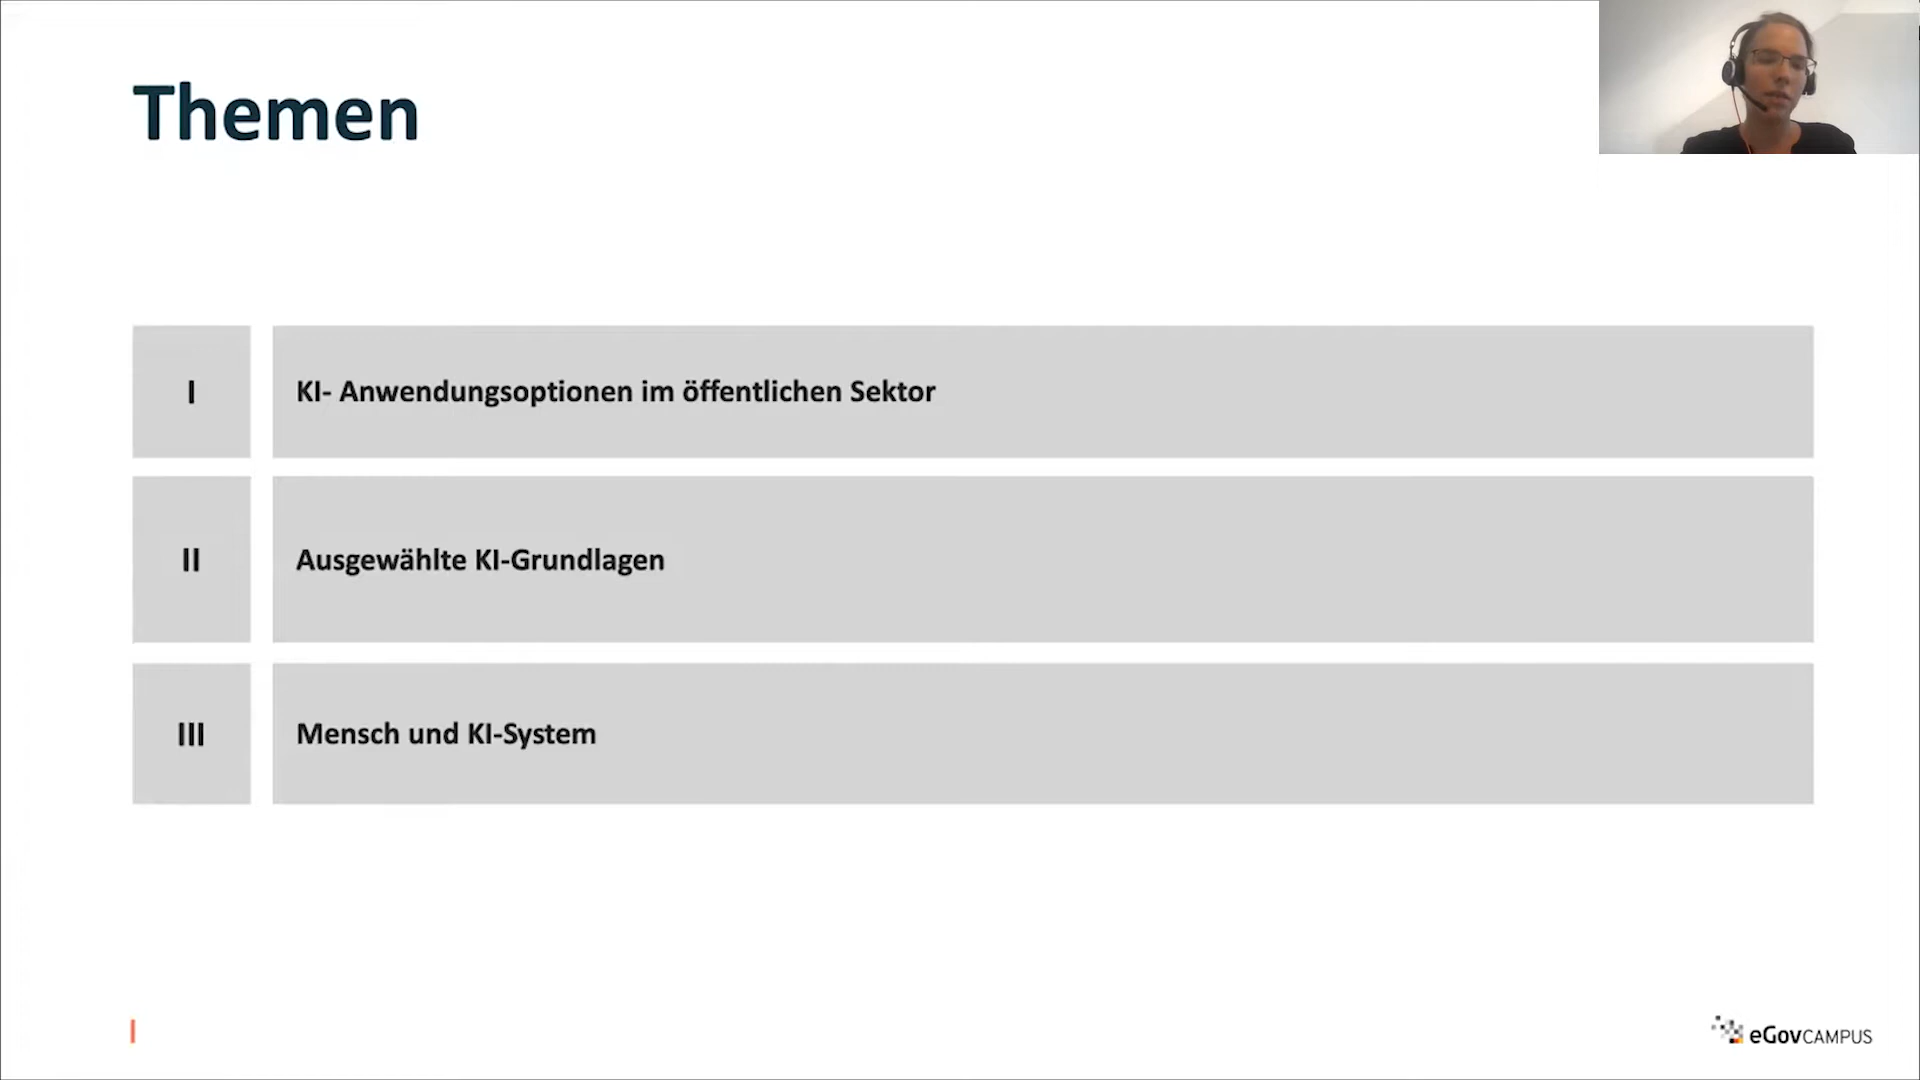 Themen
I
KI- Anwendungsoptionen im öffentlichen Sektor
II
Ausgewählte KI-Grundlagen
III
Mensch und KI-System
eGovCAMPUS